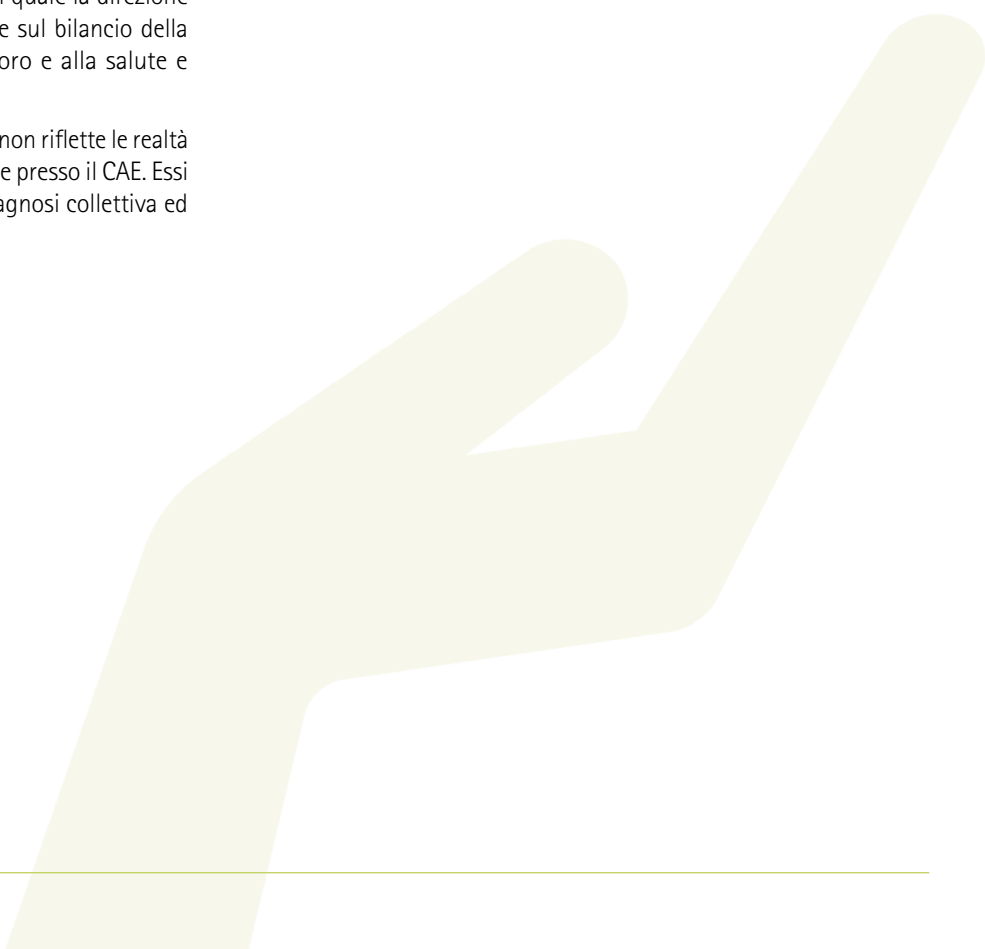 quale la direzione
e sul bilancio della
oro e alla salute e
non riflette le realtà
e presso il CAE. Essi
agnosi collettiva ed